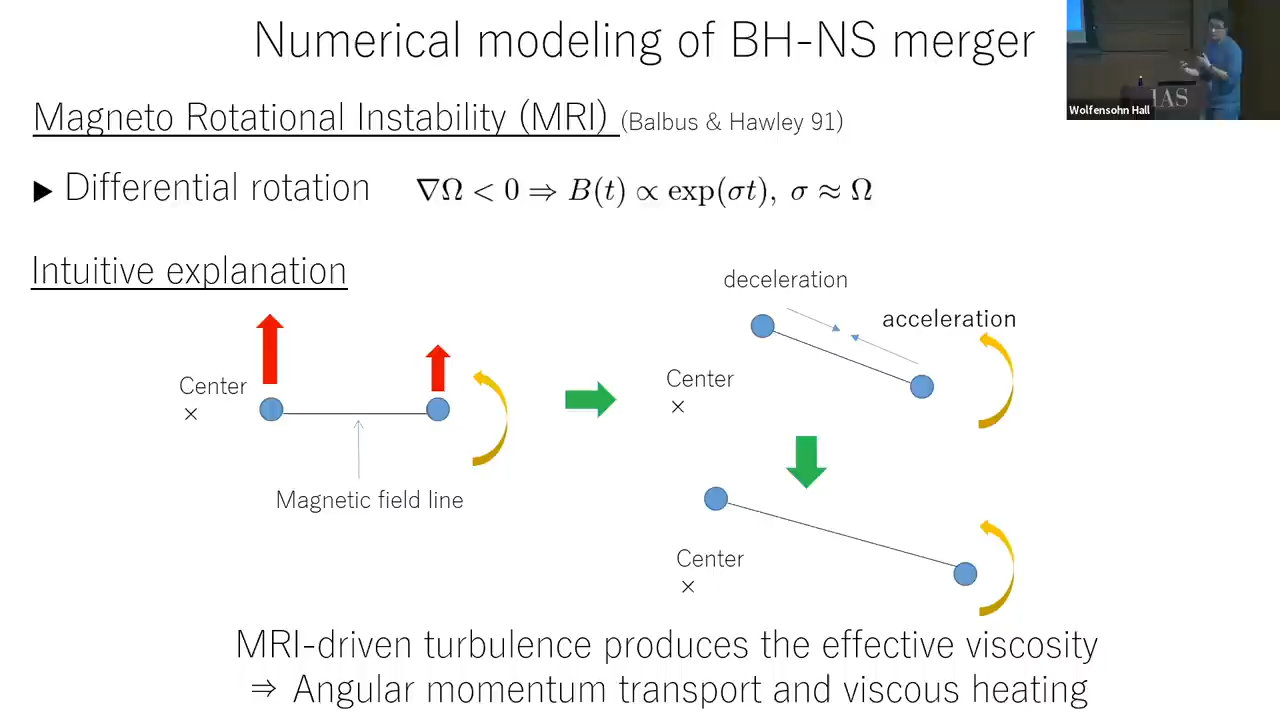 Numerical modeling of BH-NS merger
Wolfensohn Hall
IAS
Magneto Rotational Instability (MRI) (Balbus & Hawley 91)
▶ Differential rotation ∇Ω < 0 ⇒ B(t) ∝ exp(σt), σ ≈ Ω
Intuitive explanation
Center
×
Magnetic field line
deceleration
acceleration
Center
×
Center
×
MRI-driven turbulence produces the effective viscosity
⇒ Angular momentum transport and viscous heating